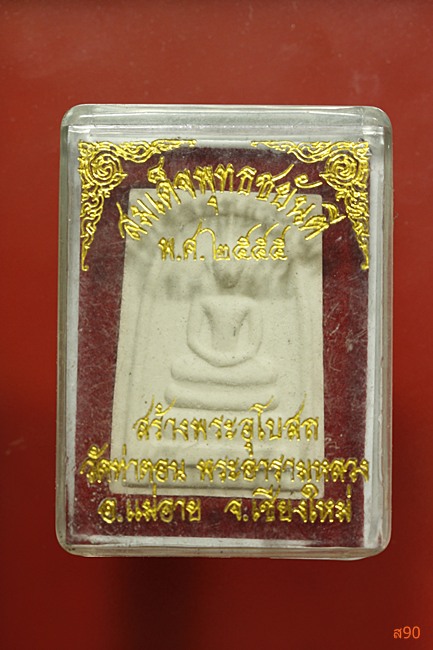 สมเด็จพุทธชยันตี
พ.ศ.๒๕๕๕
สร้างพระอุโบสถ
วัดท่าตอน พระอารามหลวง
อ.แม่อาย จ.เชียงใหม่
ส90